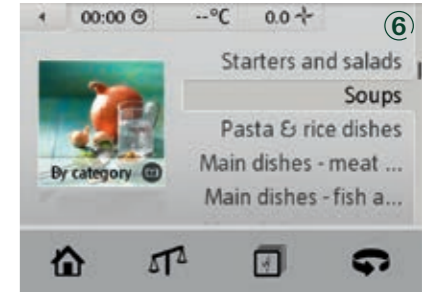 00:00 --°C 0.0 ⑥
Starters and salads
Soups
Pasta & rice dishes
Main dishes - meat ...
Main dishes - fish a...
By category